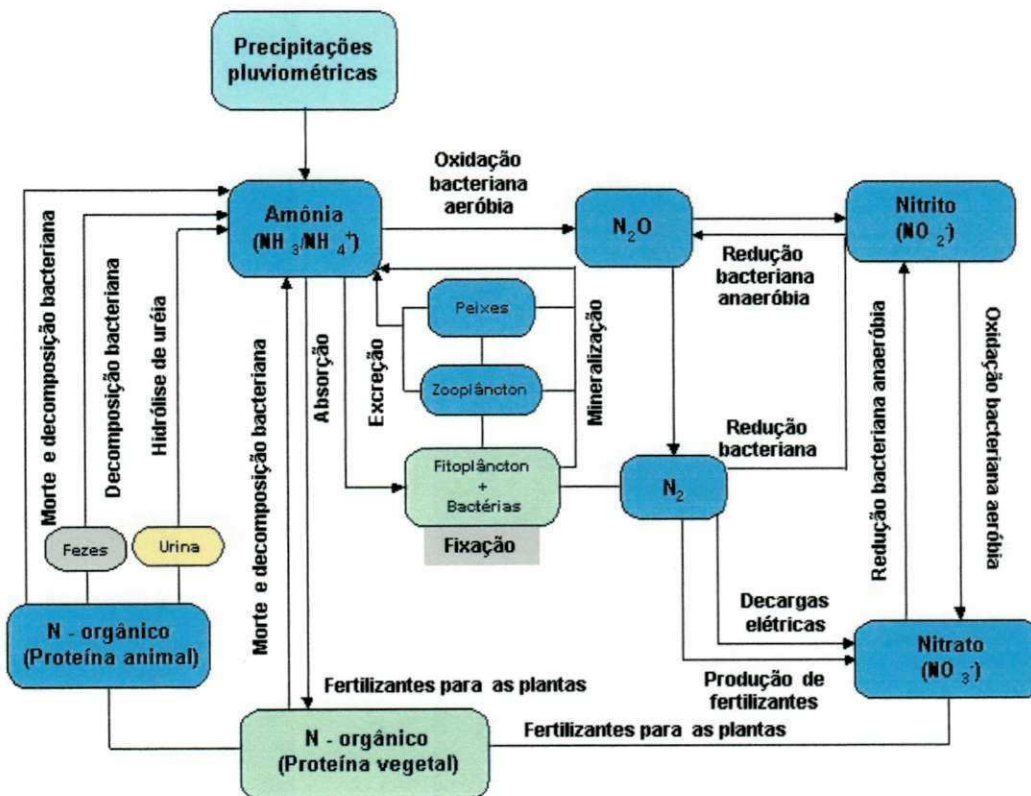 Precipitações
pluviométricas
Oxidação
bacteriana
aeróbia
Amônia
(NH3/NH4+)
N2O
Nitrito
(NO2-)
Redução
bacteriana
anaeróbia
Morte e decomposição bacteriana
Decomposição bacteriana
Hidrólise de uréia
Morte e decomposição bacteriana
Absorção
Excreção
Peixes
Zooplâncton
Fitoplâncton
+
Bactérias
Fixação
Mineralização
Redução
bacteriana
N2
Redução bacteriana anaeróbia
Oxidação bacteriana aeróbia
Fezes
Urina
N - orgânico
(Proteína animal)
Decargas
elétricas
Nitrato
(NO3-)
Produção de
fertilizantes
Fertilizantes para as plantas
N - orgânico
(Proteína vegetal)
Fertilizantes para as plantas